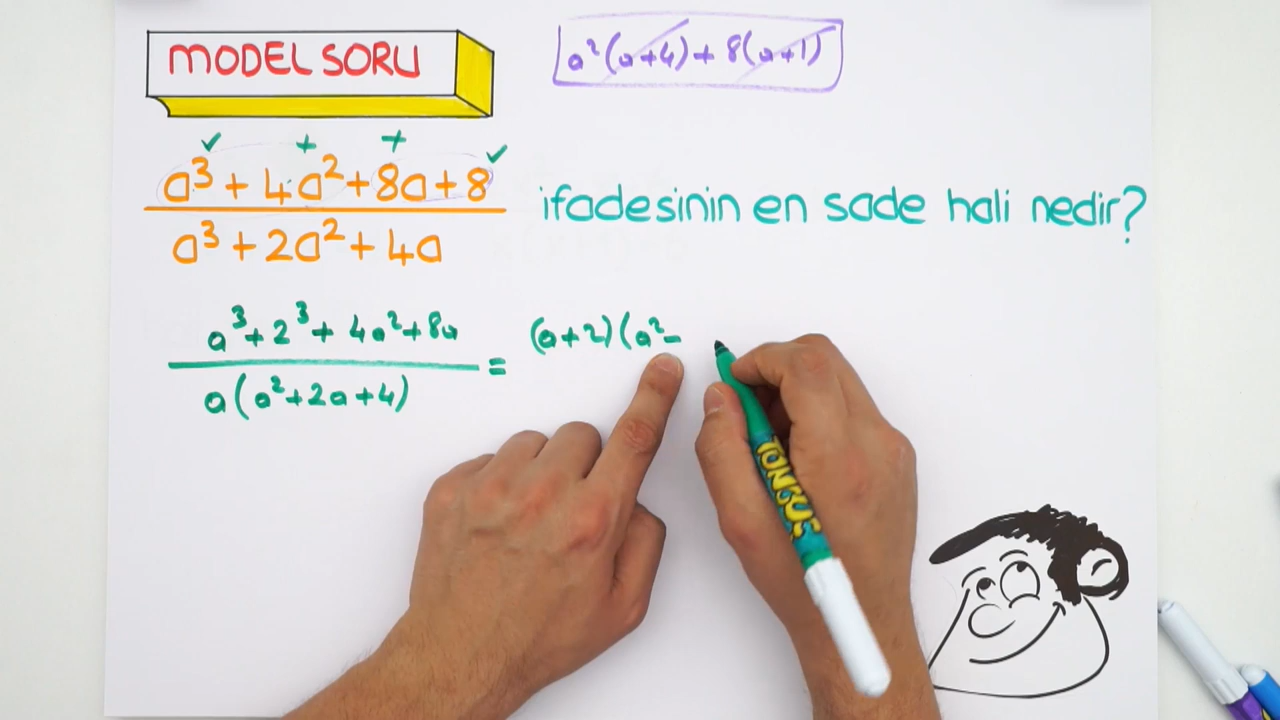 MODEL SORU
a²(a+4) + 8(a+1)
✓ + + ✓
a³ + 4a² + 8a + 8
ifadesinin en sade hali nedir?
a³ + 2a² + 4a
a³ + 2³ + 4a² + 8a
a(a² + 2a + 4)
= (a+2)(a² -
TONGUÇ